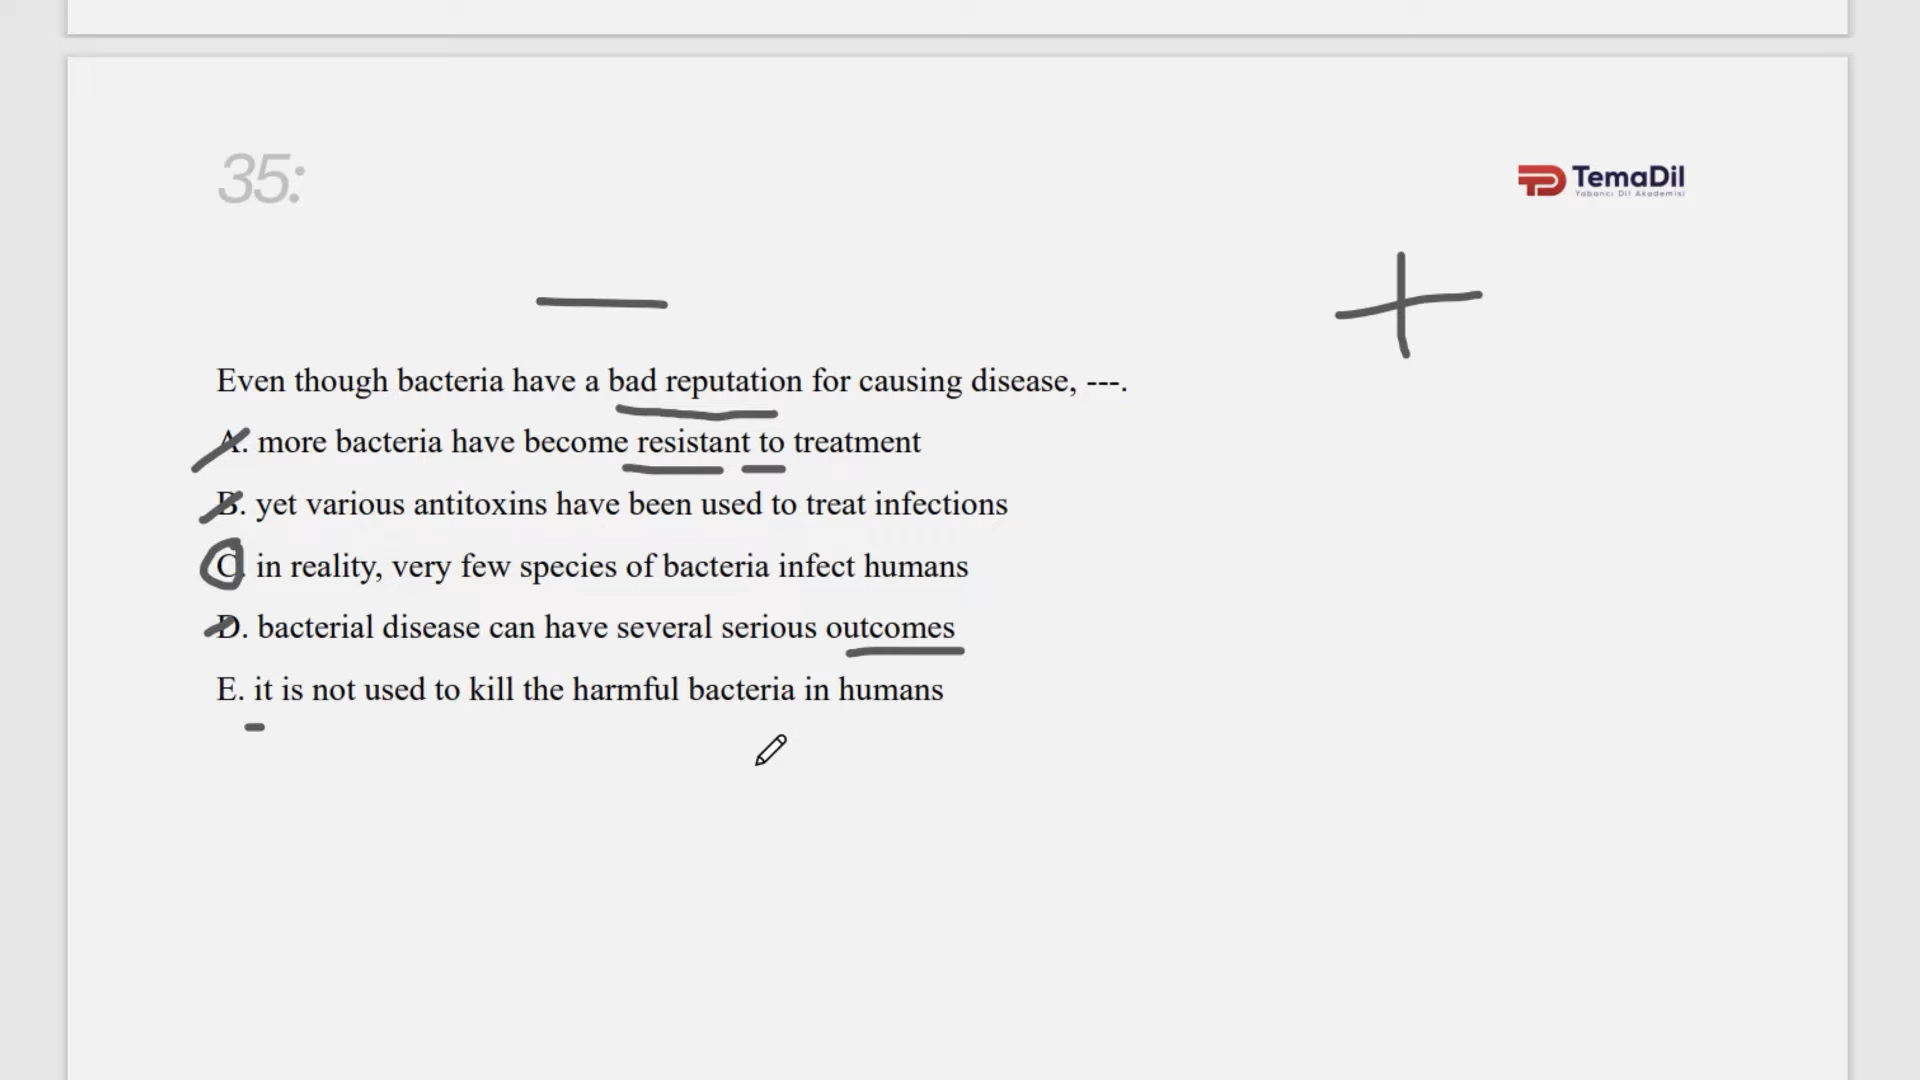 35:
TemaDil
Yabancı Dil Akademisi
Even though bacteria have a bad reputation for causing disease, ---.
A. more bacteria have become resistant to treatment
B. yet various antitoxins have been used to treat infections
C. in reality, very few species of bacteria infect humans
D. bacterial disease can have several serious outcomes
E. it is not used to kill the harmful bacteria in humans